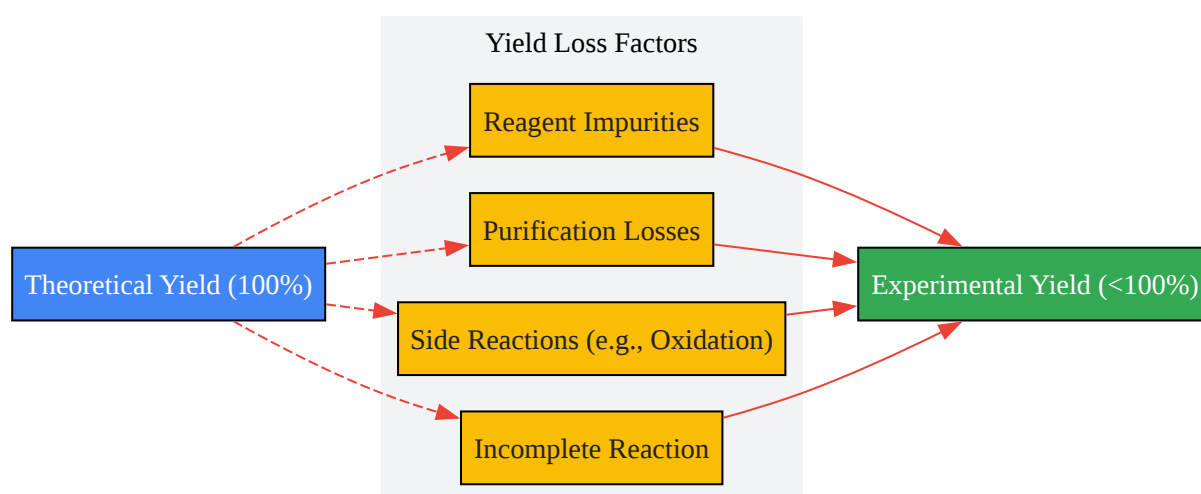 Yield Loss Factors
Reagent Impurities
Purification Losses
Theoretical Yield (100%)
Experimental Yield (<100%)
Side Reactions (e.g., Oxidation)
Incomplete Reaction